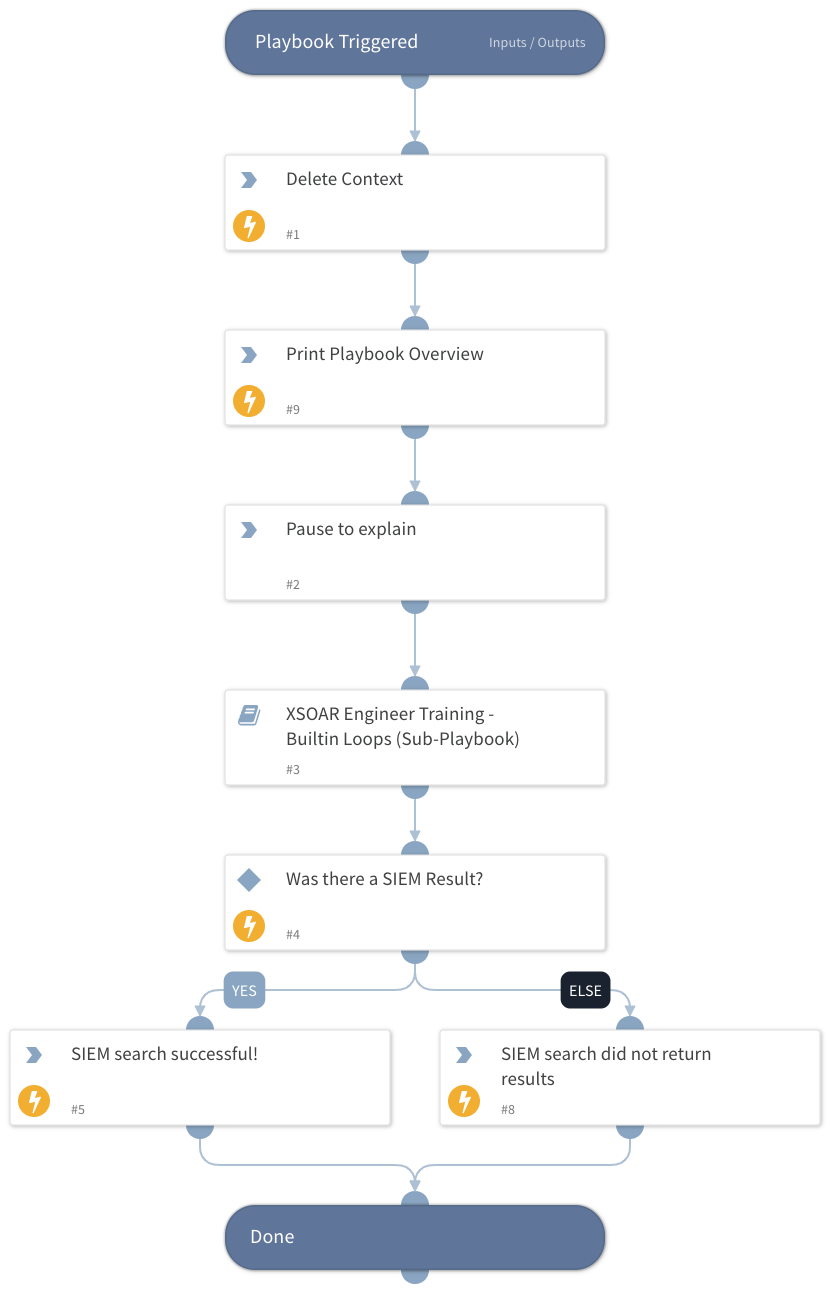 Playbook Triggered
Inputs / Outputs
Delete Context
#1
Print Playbook Overview
#9
Pause to explain
#2
XSOAR Engineer Training -
Builtin Loops (Sub-Playbook)
#3
Was there a SIEM Result?
#4
YES
ELSE
SIEM search successful!
#5
SIEM search did not return
results
#8
Done